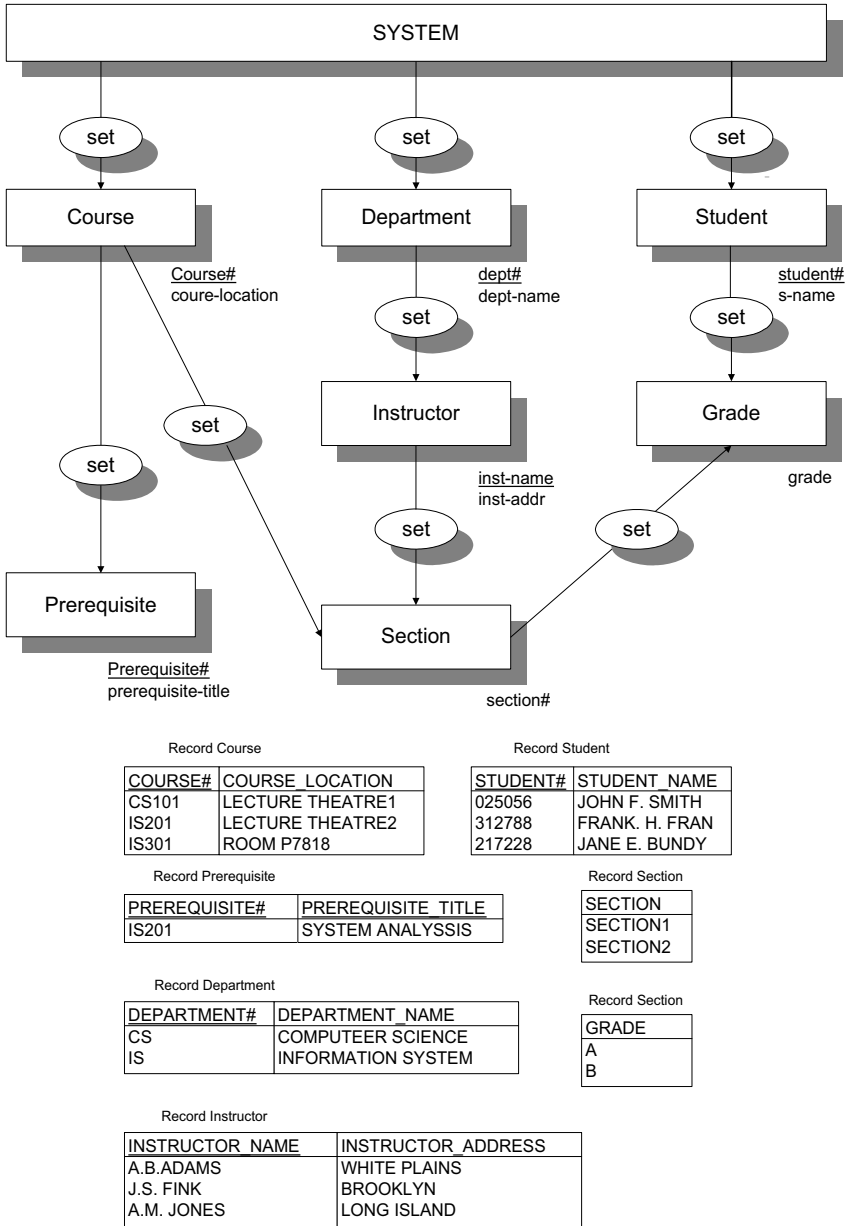 SYSTEM
set set set
Course Department Student
Course# dept# student#
coure-location dept-name s-name
set set
Instructor Grade
set
set
inst-name grade
inst-addr
set set
Prerequisite
Section
Prerequisite#
prerequisite-title
section#
Record Course
COURSE# COURSE_LOCATION
CS101 LECTURE THEATRE1
IS201 LECTURE THEATRE2
IS301 ROOM P7818
Record Student
STUDENT# STUDENT_NAME
025056 JOHN F. SMITH
312788 FRANK. H. FRAN
217228 JANE E. BUNDY
Record Prerequisite
PREREQUISITE# PREREQUISITE_TITLE
IS201 SYSTEM ANALYSSIS
Record Section
SECTION
SECTION1
SECTION2
Record Department
DEPARTMENT# DEPARTMENT_NAME
CS COMPUTEER SCIENCE
IS INFORMATION SYSTEM
Record Section
GRADE
A
B
Record Instructor
INSTRUCTOR_NAME INSTRUCTOR_ADDRESS
A.B.ADAMS WHITE PLAINS
J.S. FINK BROOKLYN
A.M. JONES LONG ISLAND